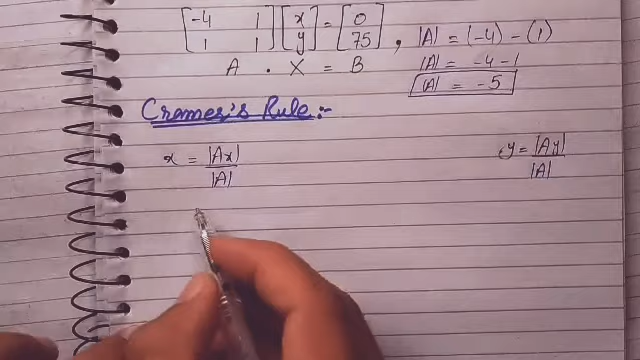 [-4 1] [x] = [0]
[1 1] [y] [75] , |A| = (-4) - (1)
A . X = B |A| = -4 - 1
|A| = -5
Cramer's Rule :-
x = |Ax| / |A| y = |Ay| / |A|